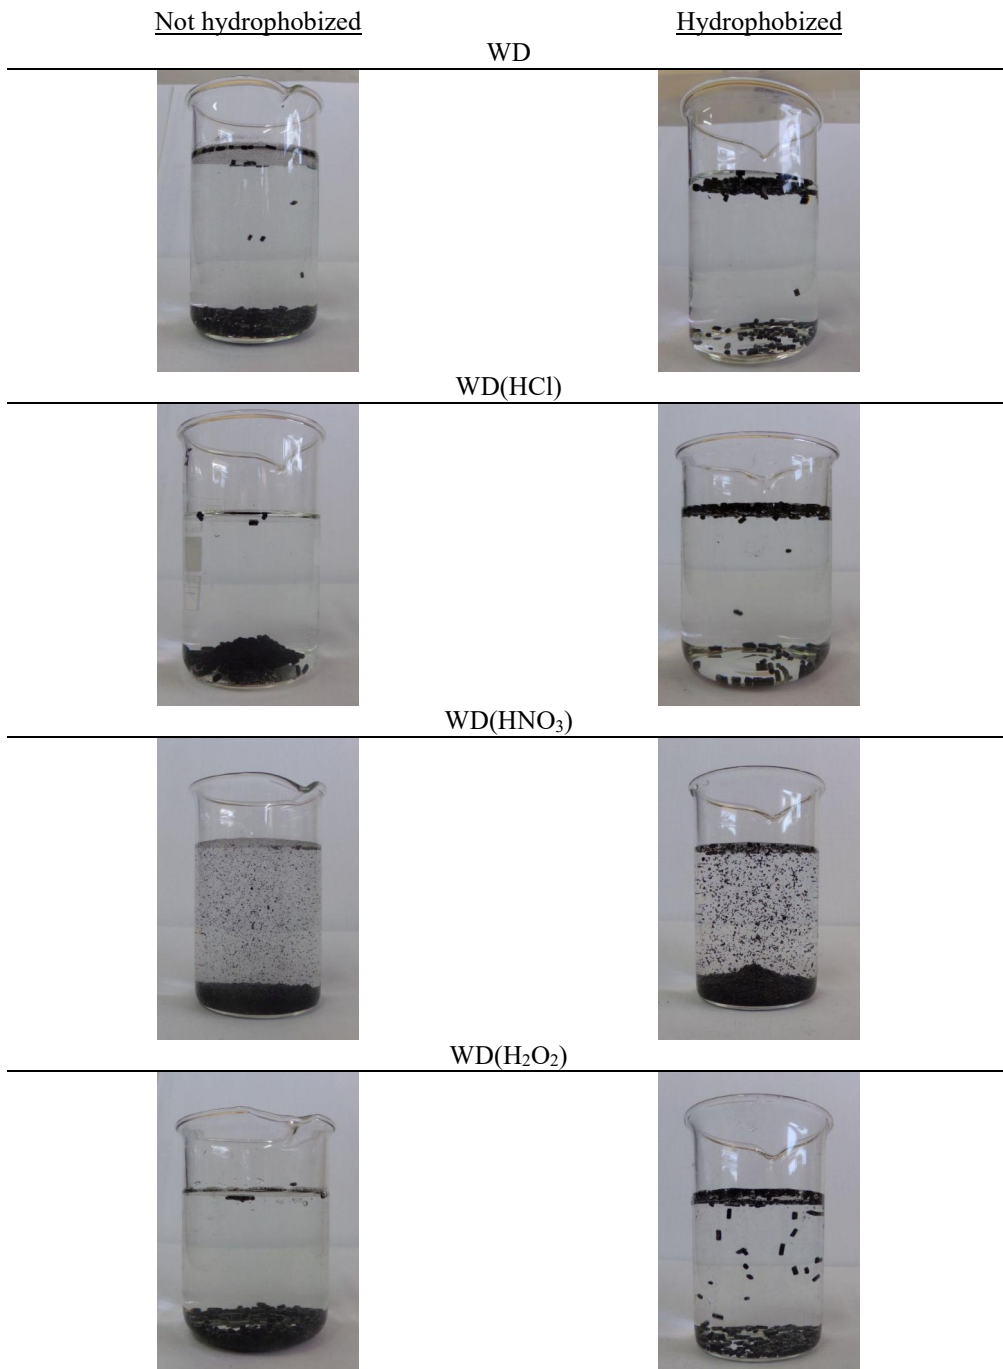 Not hydrophobized
Hydrophobized
WD
WD(HCl)
WD(HNO₃)
WD(H₂O₂)